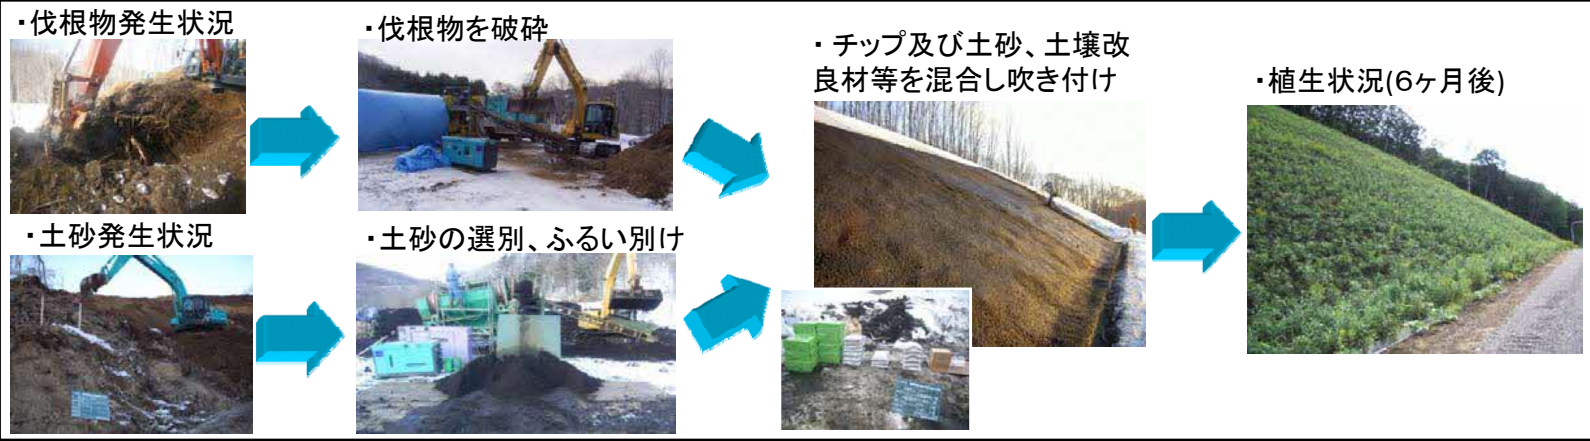 ・伐根物発生状況
・伐根物を破砕
・チップ及び土砂、土壌改
良材等を混合し吹き付け
・植生状況(6ヶ月後)
・土砂発生状況
・土砂の選別、ふるい別け